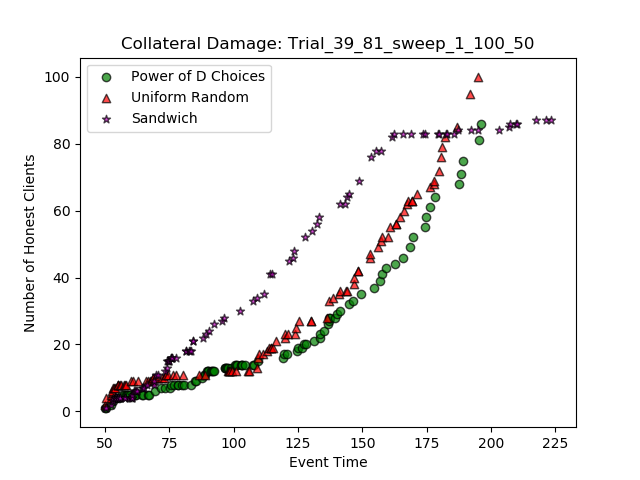 Collateral Damage: Trial_39_81_sweep_1_100_50
Power of D Choices
Uniform Random
Sandwich
Number of Honest Clients
100
80
60
40
20
0
50 75 100 125 150 175 200 225
Event Time